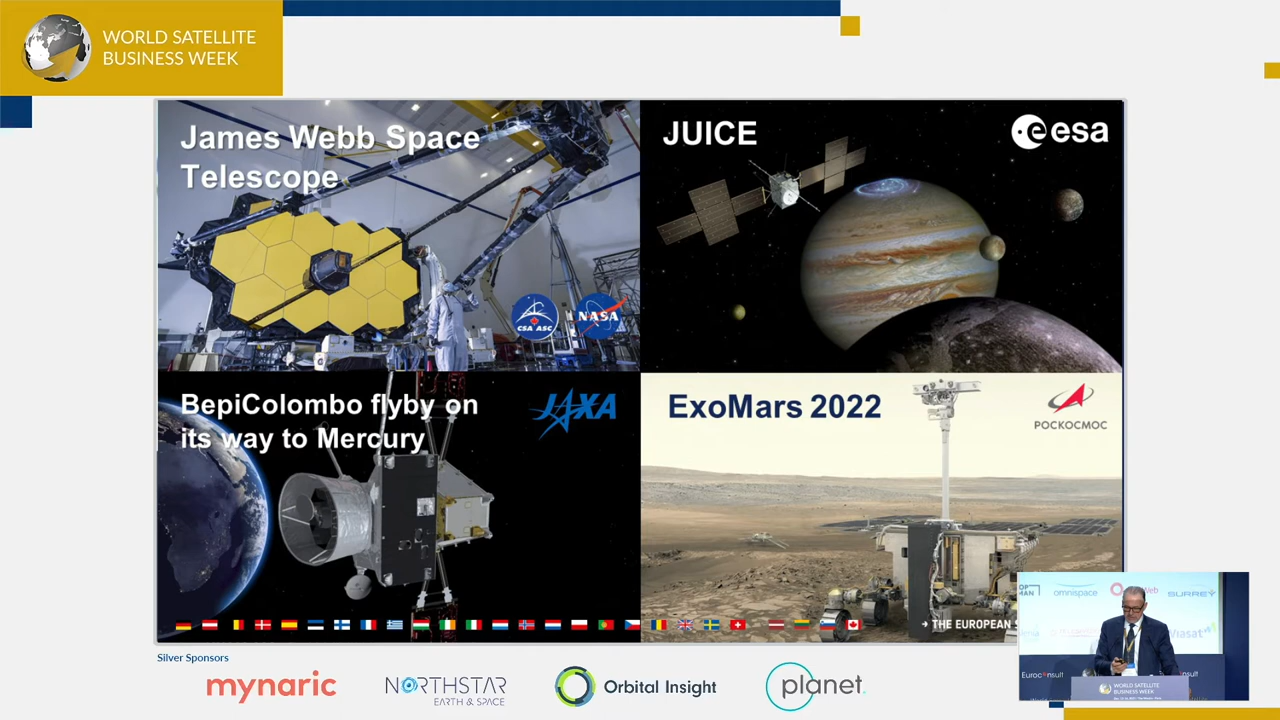 WORLD SATELLITE
BUSINESS WEEK
James Webb Space
Telescope
CSA ASC
NASA
JUICE
esa
BepiColombo flyby on
its way to Mercury
JAXA
ExoMars 2022
РОСКОСМОС
→ THE EUROPEAN S
omnispace
Web
SURREY
Viasat
Euroconsult
nsult
WORLD SATELLITE
BUSINESS WEEK
Silver Sponsors
mynaric
NORTHSTAR
EARTH & SPACE
Orbital Insight
planet.